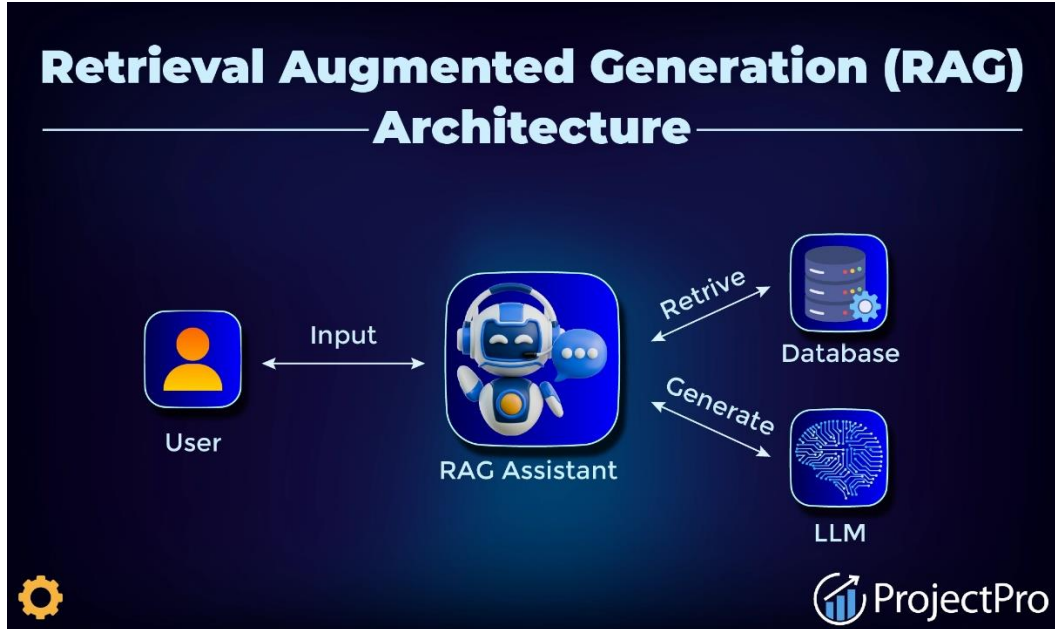 Retrieval Augmented Generation (RAG)
Architecture
Input
User
RAG Assistant
Retrive
Database
Generate
LLM
ProjectPro